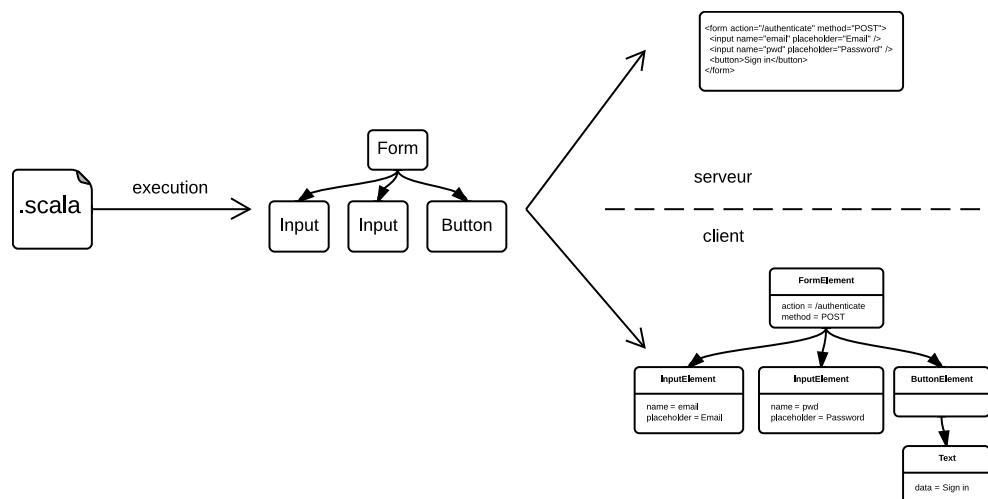 <form action="/authenticate" method="POST">
<input name="email" placeholder="Email" />
<input name="pwd" placeholder="Password" />
<button>Sign in</button>
</form>
Form
.scala
execution
Input
Input
Button
serveur
client
FormElement
action = /authenticate
method = POST
InputElement
name = email
placeholder = Email
InputElement
name = pwd
placeholder = Password
ButtonElement
Text
data = Sign in